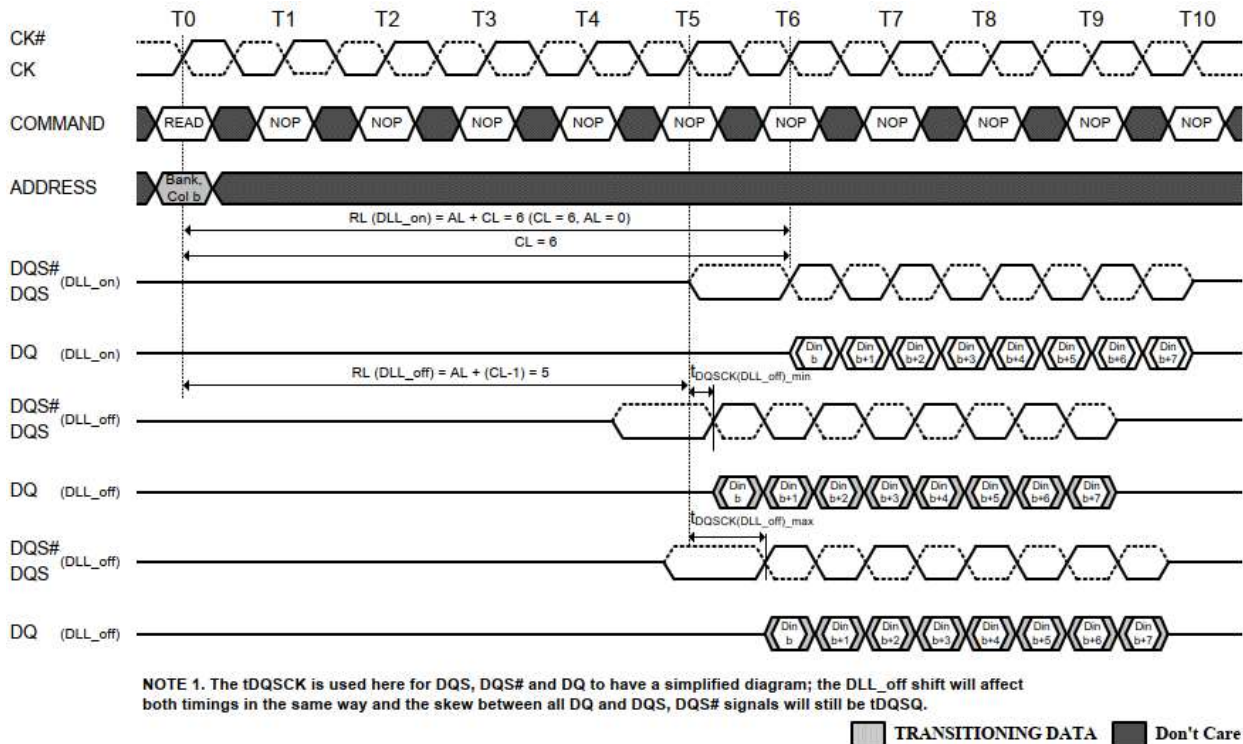 T0 T1 T2 T3 T4 T5 T6 T7 T8 T9 T10
CK#
CK
COMMAND READ NOP NOP NOP NOP NOP NOP NOP NOP NOP NOP
ADDRESS Bank, Col b
RL (DLL_on) = AL + CL = 6 (CL = 6, AL = 0)
CL = 6
DQS# (DLL_on)
DQS
DQ (DLL_on) Din b Din b+1 Din b+2 Din b+3 Din b+4 Din b+5 Din b+6 Din b+7
RL (DLL_off) = AL + (CL-1) = 5 tDQSCK(DLL_off)_min
DQS# (DLL_off)
DQS
DQ (DLL_off) Din b Din b+1 Din b+2 Din b+3 Din b+4 Din b+5 Din b+6 Din b+7
tDQSCK(DLL_off)_max
DQS# (DLL_off)
DQS
DQ (DLL_off) Din b Din b+1 Din b+2 Din b+3 Din b+4 Din b+5 Din b+6 Din b+7
NOTE 1. The tDQSCK is used here for DQS, DQS# and DQ to have a simplified diagram; the DLL_off shift will affect
both timings in the same way and the skew between all DQ and DQS, DQS# signals will still be tDQSQ.
TRANSITIONING DATA Don't Care